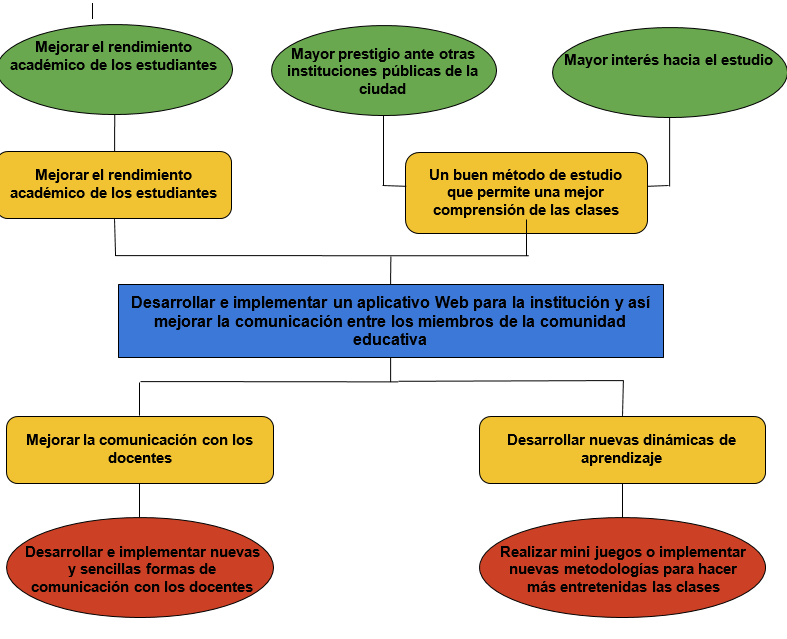 Mejorar el rendimiento
académico de los estudiantes
Mayor prestigio ante otras
instituciones públicas de la
ciudad
Mayor interés hacia el estudio
Mejorar el rendimiento
académico de los estudiantes
Un buen método de estudio
que permite una mejor
comprensión de las clases
Desarrollar e implementar un aplicativo Web para la institución y así
mejorar la comunicación entre los miembros de la comunidad
educativa
Mejorar la comunicación con los
docentes
Desarrollar nuevas dinámicas de
aprendizaje
Desarrollar e implementar nuevas
y sencillas formas de
comunicación con los docentes
Realizar mini juegos o implementar
nuevas metodologías para hacer
más entretenidas las clases